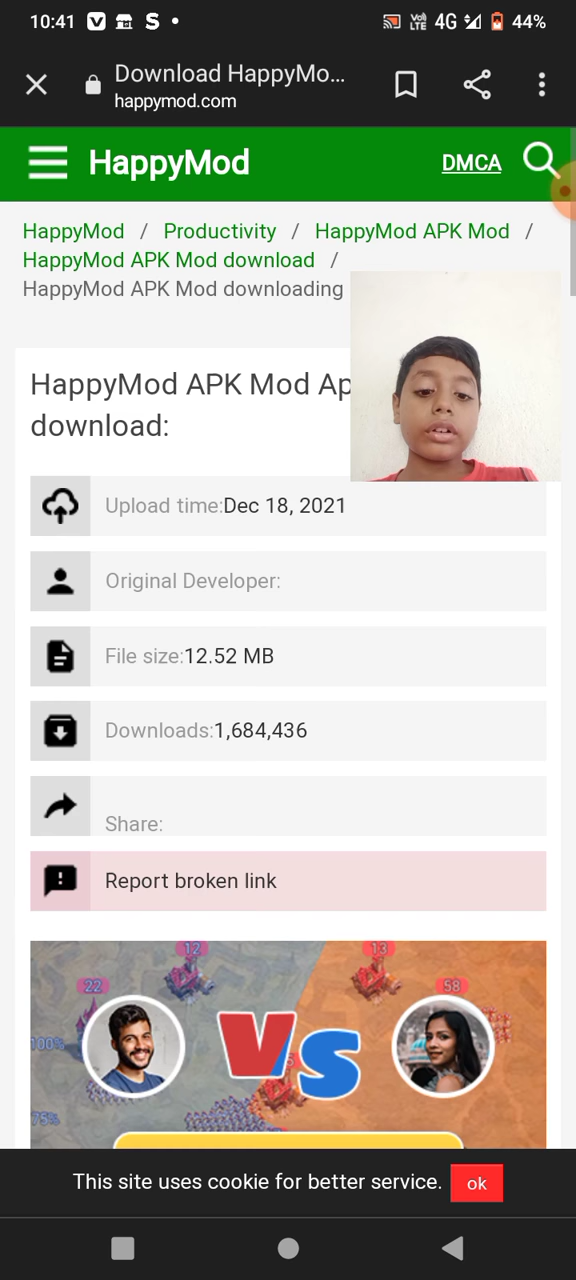 10:41 V S VoI LTE 4G 44%
Download HappyMo...
happymod.com
HappyMod DMCA
HappyMod / Productivity / HappyMod APK Mod /
HappyMod APK Mod download /
HappyMod APK Mod downloading
HappyMod APK Mod Ap
download:
Upload time:Dec 18, 2021
Original Developer:
File size:12.52 MB
Downloads:1,684,436
Share:
Report broken link
12 13
22 58
Vs
100%
75%
This site uses cookie for better service. ok